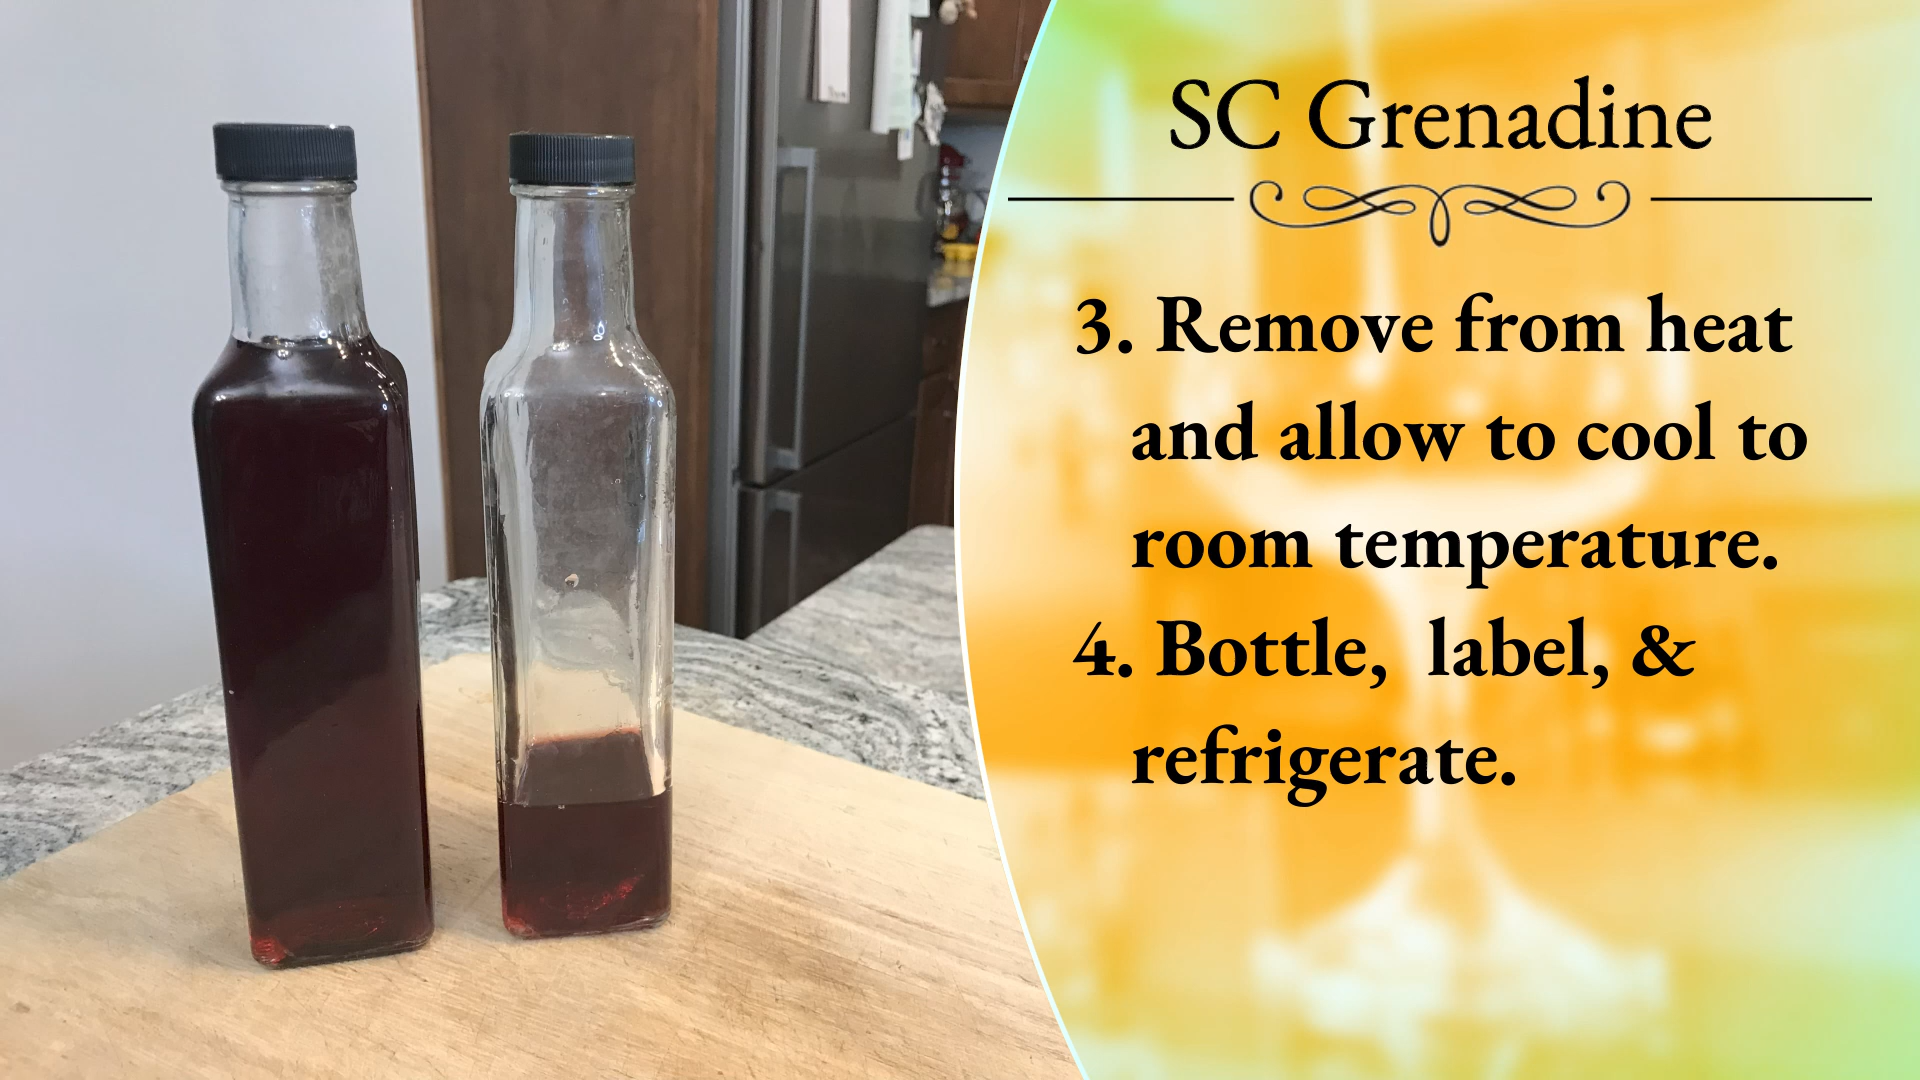 SC Grenadine
3. Remove from heat
and allow to cool to
room temperature.
4. Bottle, label, &
refrigerate.